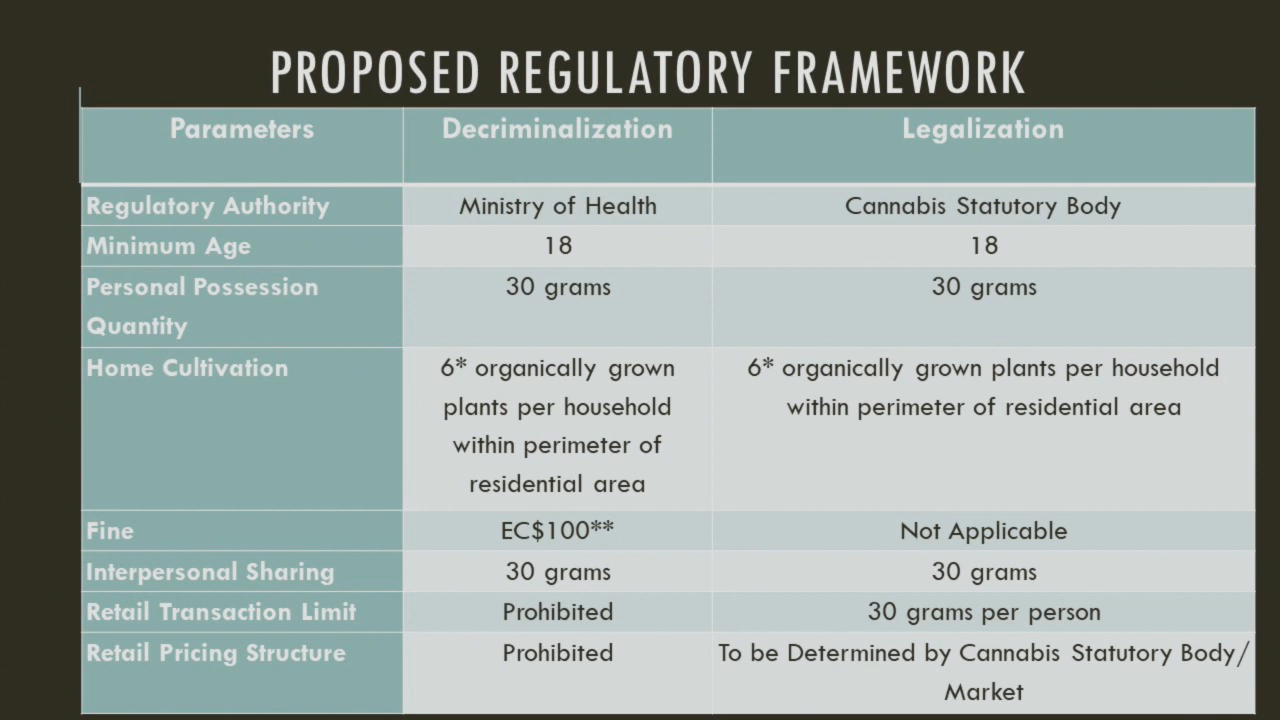 PROPOSED REGULATORY FRAMEWORK
Parameters Decriminalization Legalization
Regulatory Authority Ministry of Health Cannabis Statutory Body
Minimum Age 18 18
Personal Possession Quantity 30 grams 30 grams
Home Cultivation 6* organically grown plants per household within perimeter of residential area 6* organically grown plants per household within perimeter of residential area
Fine EC$100** Not Applicable
Interpersonal Sharing 30 grams 30 grams
Retail Transaction Limit Prohibited 30 grams per person
Retail Pricing Structure Prohibited To be Determined by Cannabis Statutory Body/ Market